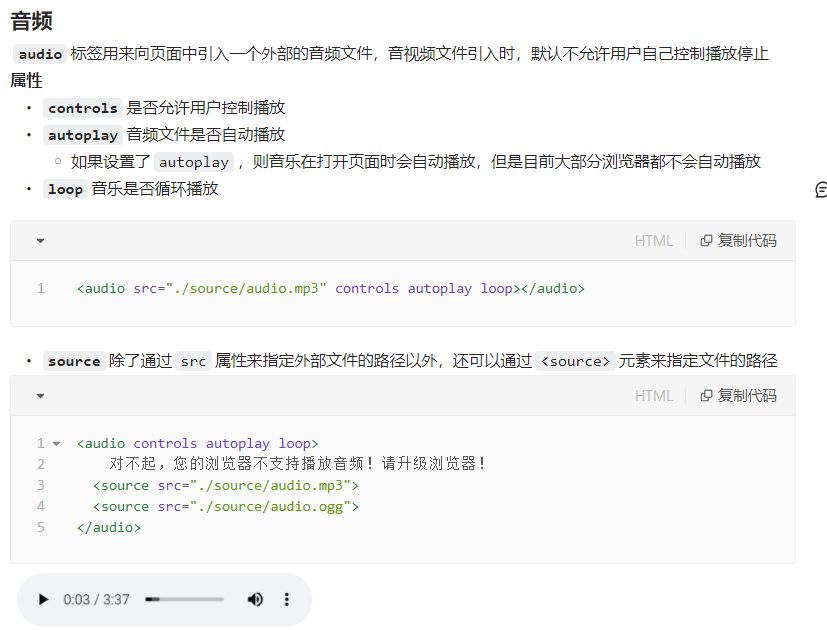 音频
audio 标签用来向页面中引入一个外部的音频文件，音视频文件引入时，默认不允许用户自己控制播放停止
属性
• controls 是否允许用户控制播放
• autoplay 音频文件是否自动播放
○ 如果设置了 autoplay ，则音乐在打开页面时会自动播放，但是目前大部分浏览器都不会自动播放
• loop 音乐是否循环播放
HTML 复制代码
1 <audio src="./source/audio.mp3" controls autoplay loop></audio>
• source 除了通过 src 属性来指定外部文件的路径以外，还可以通过 <source> 元素来指定文件的路径
HTML 复制代码
1 <audio controls autoplay loop>
2 对不起，您的浏览器不支持播放音频！请升级浏览器！
3 <source src="./source/audio.mp3">
4 <source src="./source/audio.ogg">
5 </audio>
0:03 / 3:37